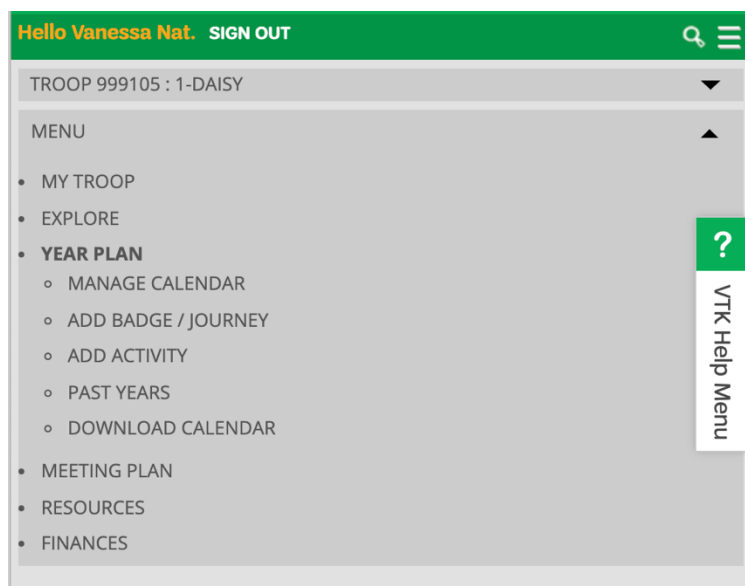 Hello Vanessa Nat. SIGN OUT
TROOP 999105 : 1-DAISY
MENU
MY TROOP
EXPLORE
YEAR PLAN
MANAGE CALENDAR
ADD BADGE / JOURNEY
ADD ACTIVITY
PAST YEARS
DOWNLOAD CALENDAR
MEETING PLAN
RESOURCES
FINANCES
?
VTK Help Menu